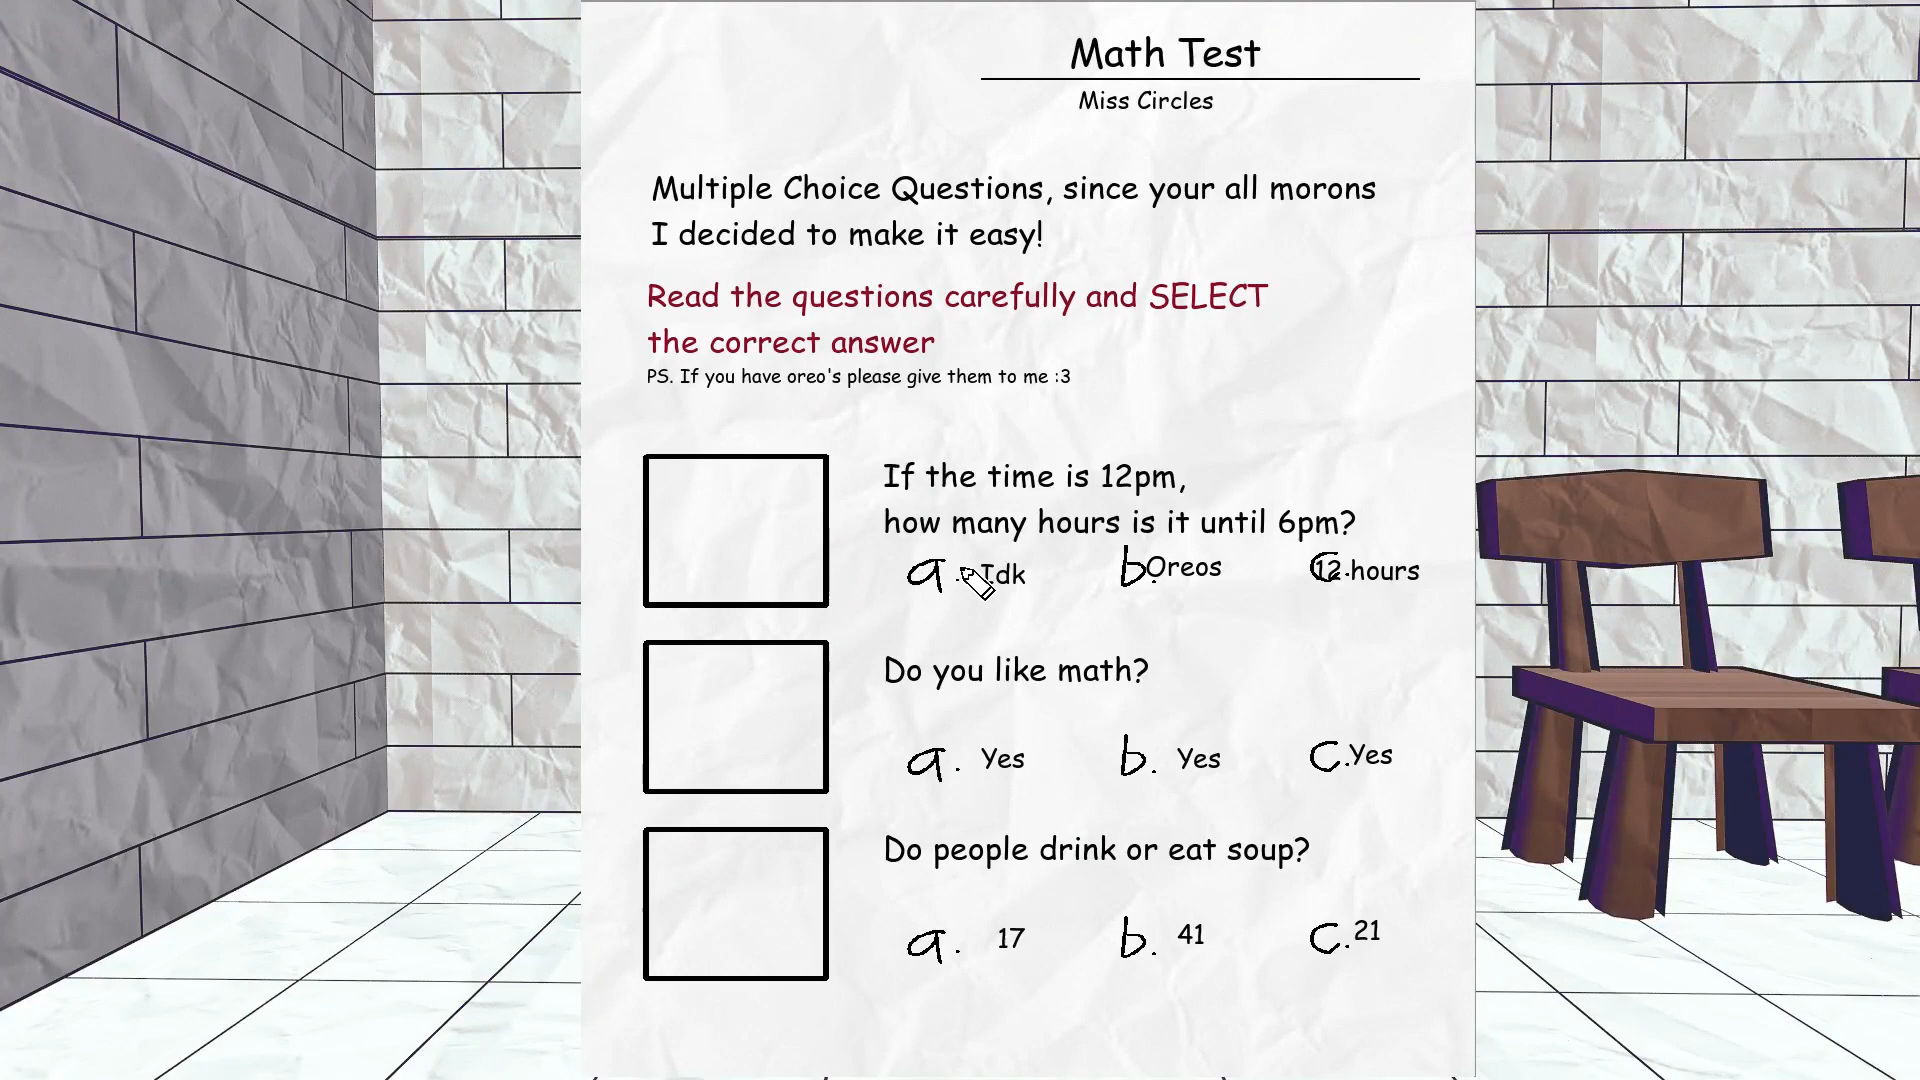 Math Test
Miss Circles
Multiple Choice Questions, since your all morons
I decided to make it easy!
Read the questions carefully and SELECT
the correct answer
PS. If you have oreo's please give them to me :3
If the time is 12pm,
how many hours is it until 6pm?
a. Idk b. Oreos c. 12 hours
Do you like math?
a. Yes b. Yes c. Yes
Do people drink or eat soup?
a. 17 b. 41 c. 21